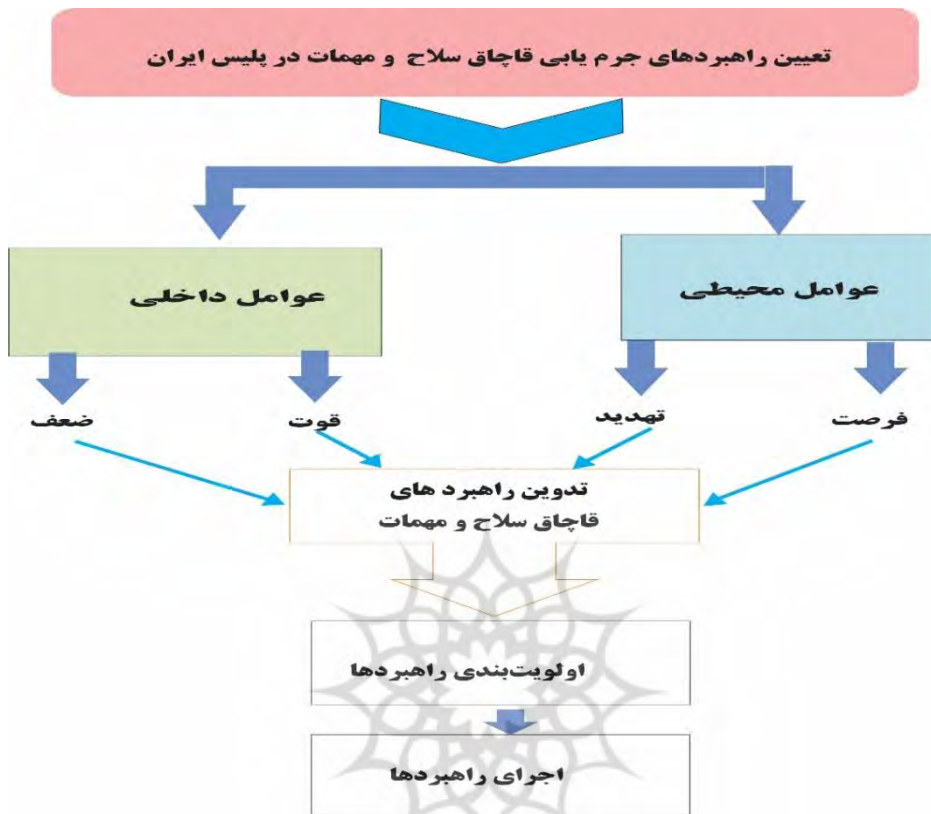 تعیین راهبردهای جرم یابی قاچاق سلاح و مهمات در پلیس ایران
عوامل محیطی
عوامل داخلی
فرصت
تهدید
قوت
ضعف
تدوین راهبرد های
قاچاق سلاح و مهمات
اولویت‌بندی راهبردها
اجرای راهبردها